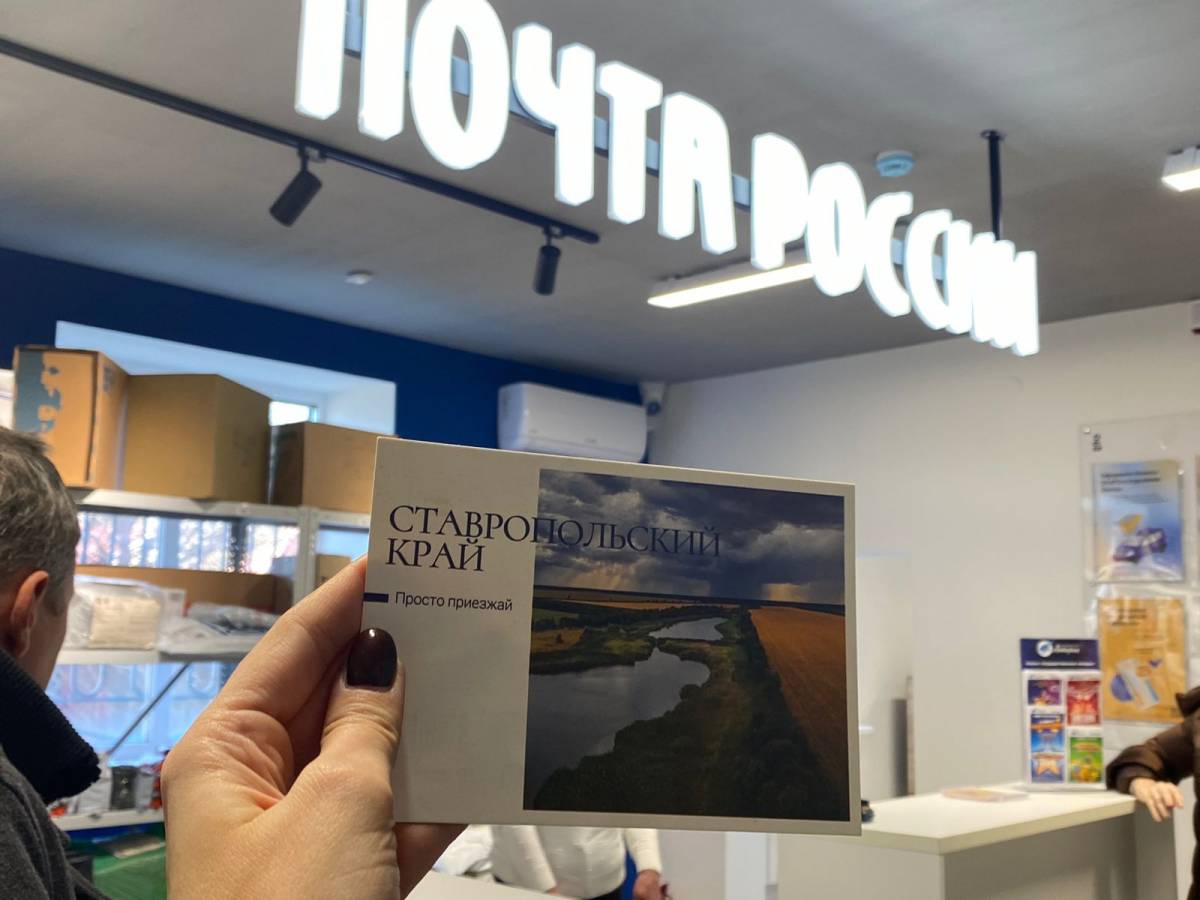 ПОЧТА РОССИИ
СТАВРОПОЛЬСКИЙ
КРАЙ
Просто приезжай